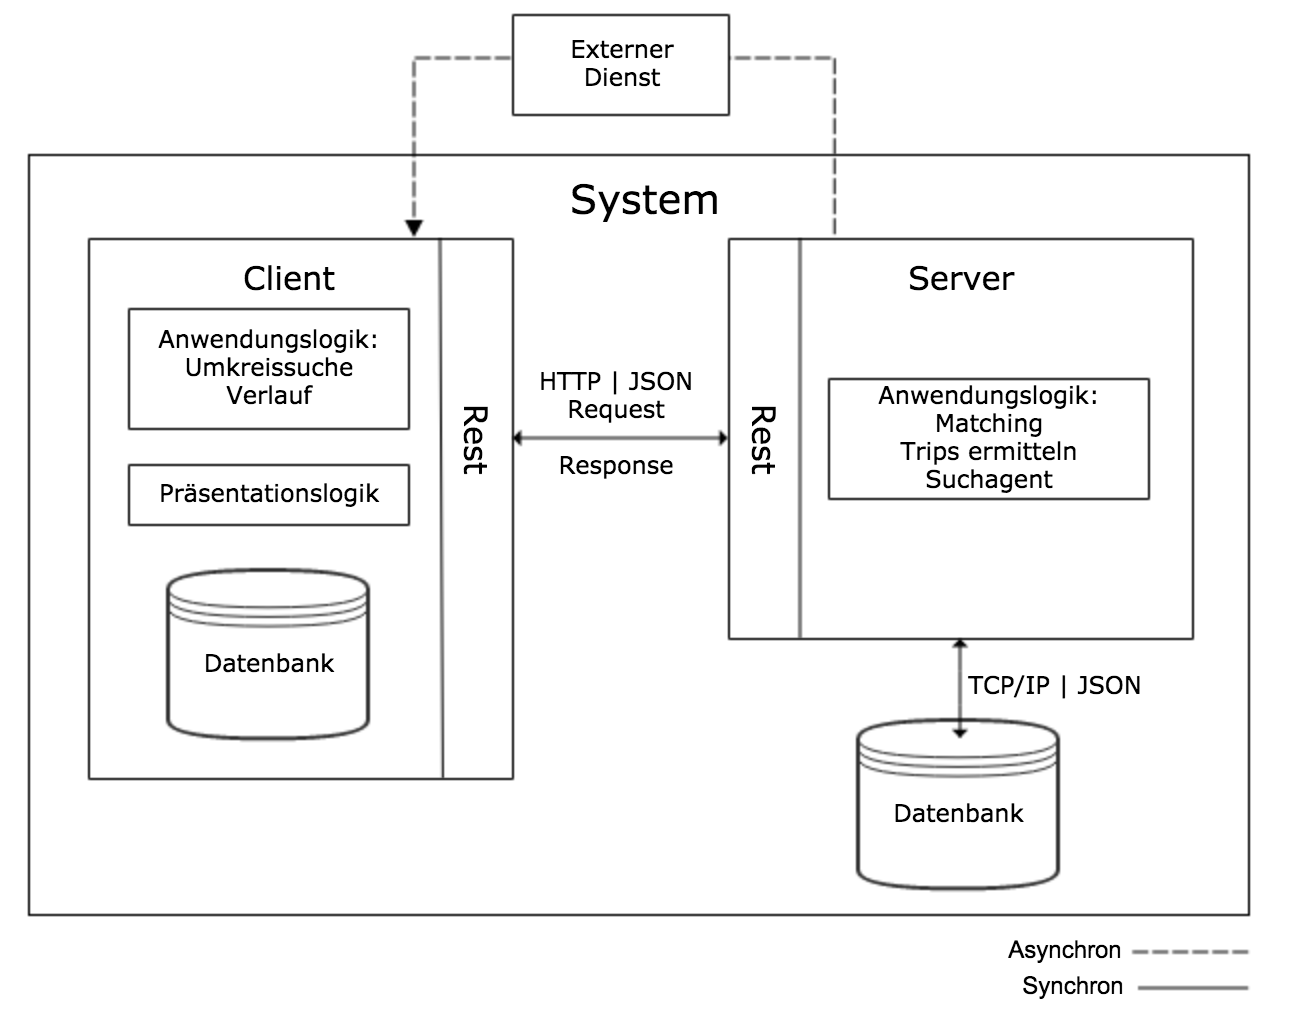 Externer
Dienst
System
Client
Anwendungslogik:
Umkreissuche
Verlauf
Präsentationslogik
Datenbank
Rest
HTTP | JSON
Request
Response
Rest
Server
Anwendungslogik:
Matching
Trips ermitteln
Suchagent
TCP/IP | JSON
Datenbank
Asynchron
Synchron